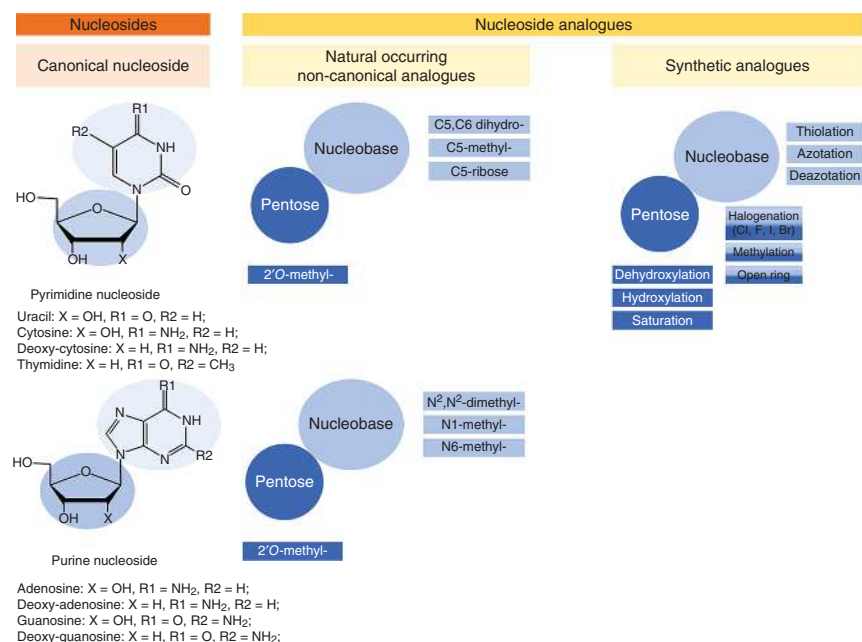 Nucleosides
Nucleoside analogues
Canonical nucleoside
Natural occurring
non-canonical analogues
Synthetic analogues
R1
R2
NH
N
O
HO
O
OH
X
Pyrimidine nucleoside
Uracil: X = OH, R1 = O, R2 = H;
Cytosine: X = OH, R1 = NH₂, R2 = H;
Deoxy-cytosine: X = H, R1 = NH₂, R2 = H;
Thymidine: X = H, R1 = O, R2 = CH₃
Nucleobase
Pentose
C5,C6 dihydro-
C5-methyl-
C5-ribose
2′O-methyl-
Nucleobase
Pentose
Thiolation
Azotation
Deazotation
Halogenation
(Cl, F, I, Br)
Methylation
Open ring
Dehydroxylation
Hydroxylation
Saturation
R1
N
NH
N
N
R2
HO
O
OH
X
Purine nucleoside
Adenosine: X = OH, R1 = NH₂, R2 = H;
Deoxy-adenosine: X = H, R1 = NH₂, R2 = H;
Guanosine: X = OH, R1 = O, R2 = NH₂;
Deoxy-guanosine: X = H, R1 = O, R2 = NH₂;
Nucleobase
Pentose
N²,N²-dimethyl-
N1-methyl-
N6-methyl-
2′O-methyl-